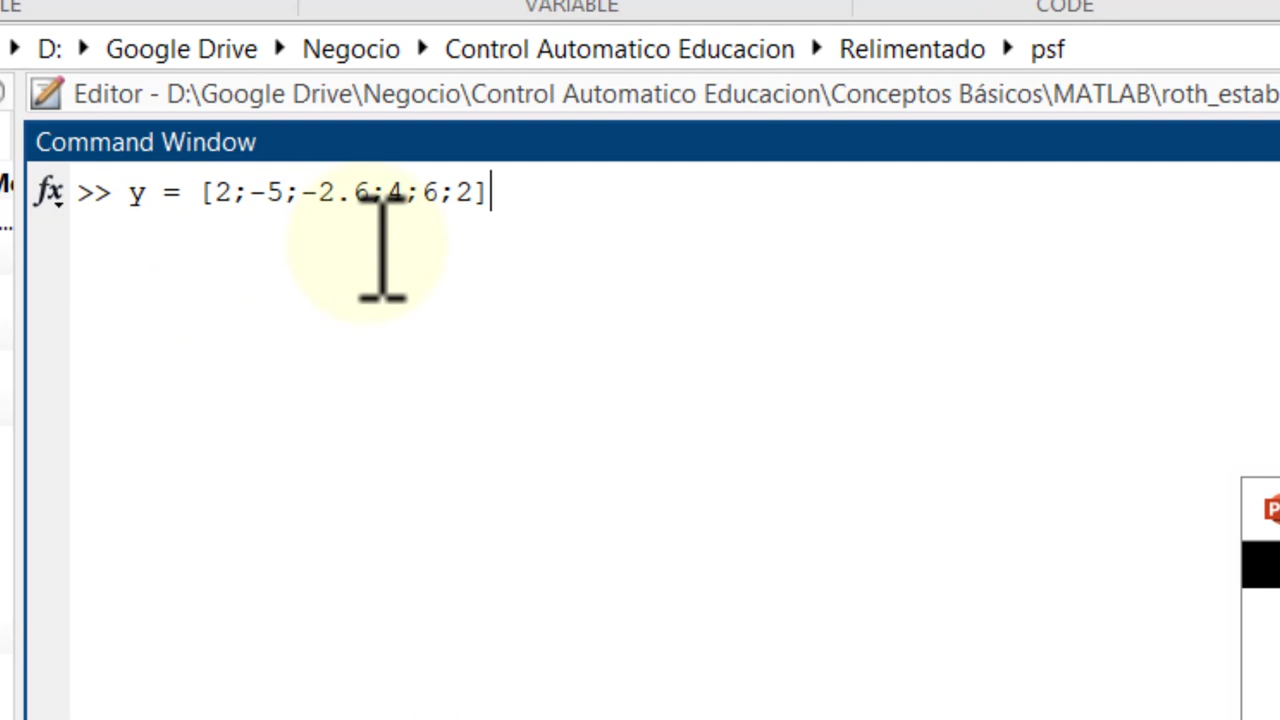 VARIABLE CODE
D: Google Drive Negocio Control Automatico Educacion Relimentado psf
Editor - D:\Google Drive\Negocio\Control Automatico Educacion\Conceptos Básicos\MATLAB\roth_estab
Command Window
fx >> y = [2;-5;-2.6;4;6;2]